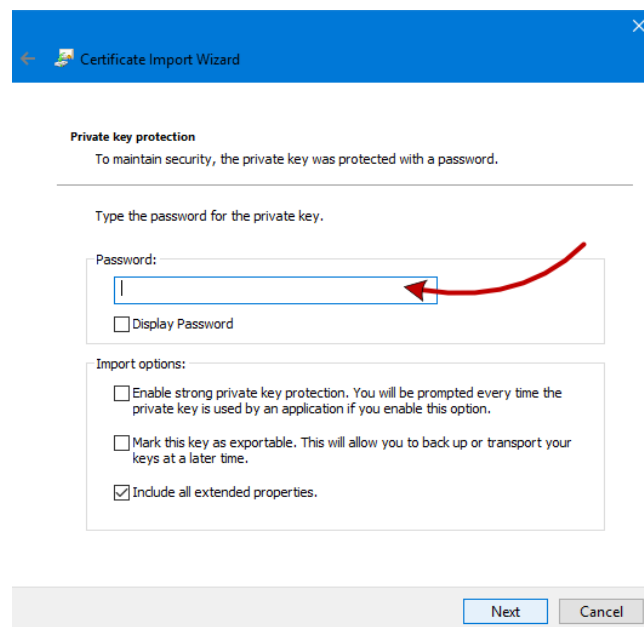 Certificate Import Wizard
Private key protection
To maintain security, the private key was protected with a password.
Type the password for the private key.
Password:
Display Password
Import options:
Enable strong private key protection. You will be prompted every time the
private key is used by an application if you enable this option.
Mark this key as exportable. This will allow you to back up or transport your
keys at a later time.
Include all extended properties.
Next Cancel